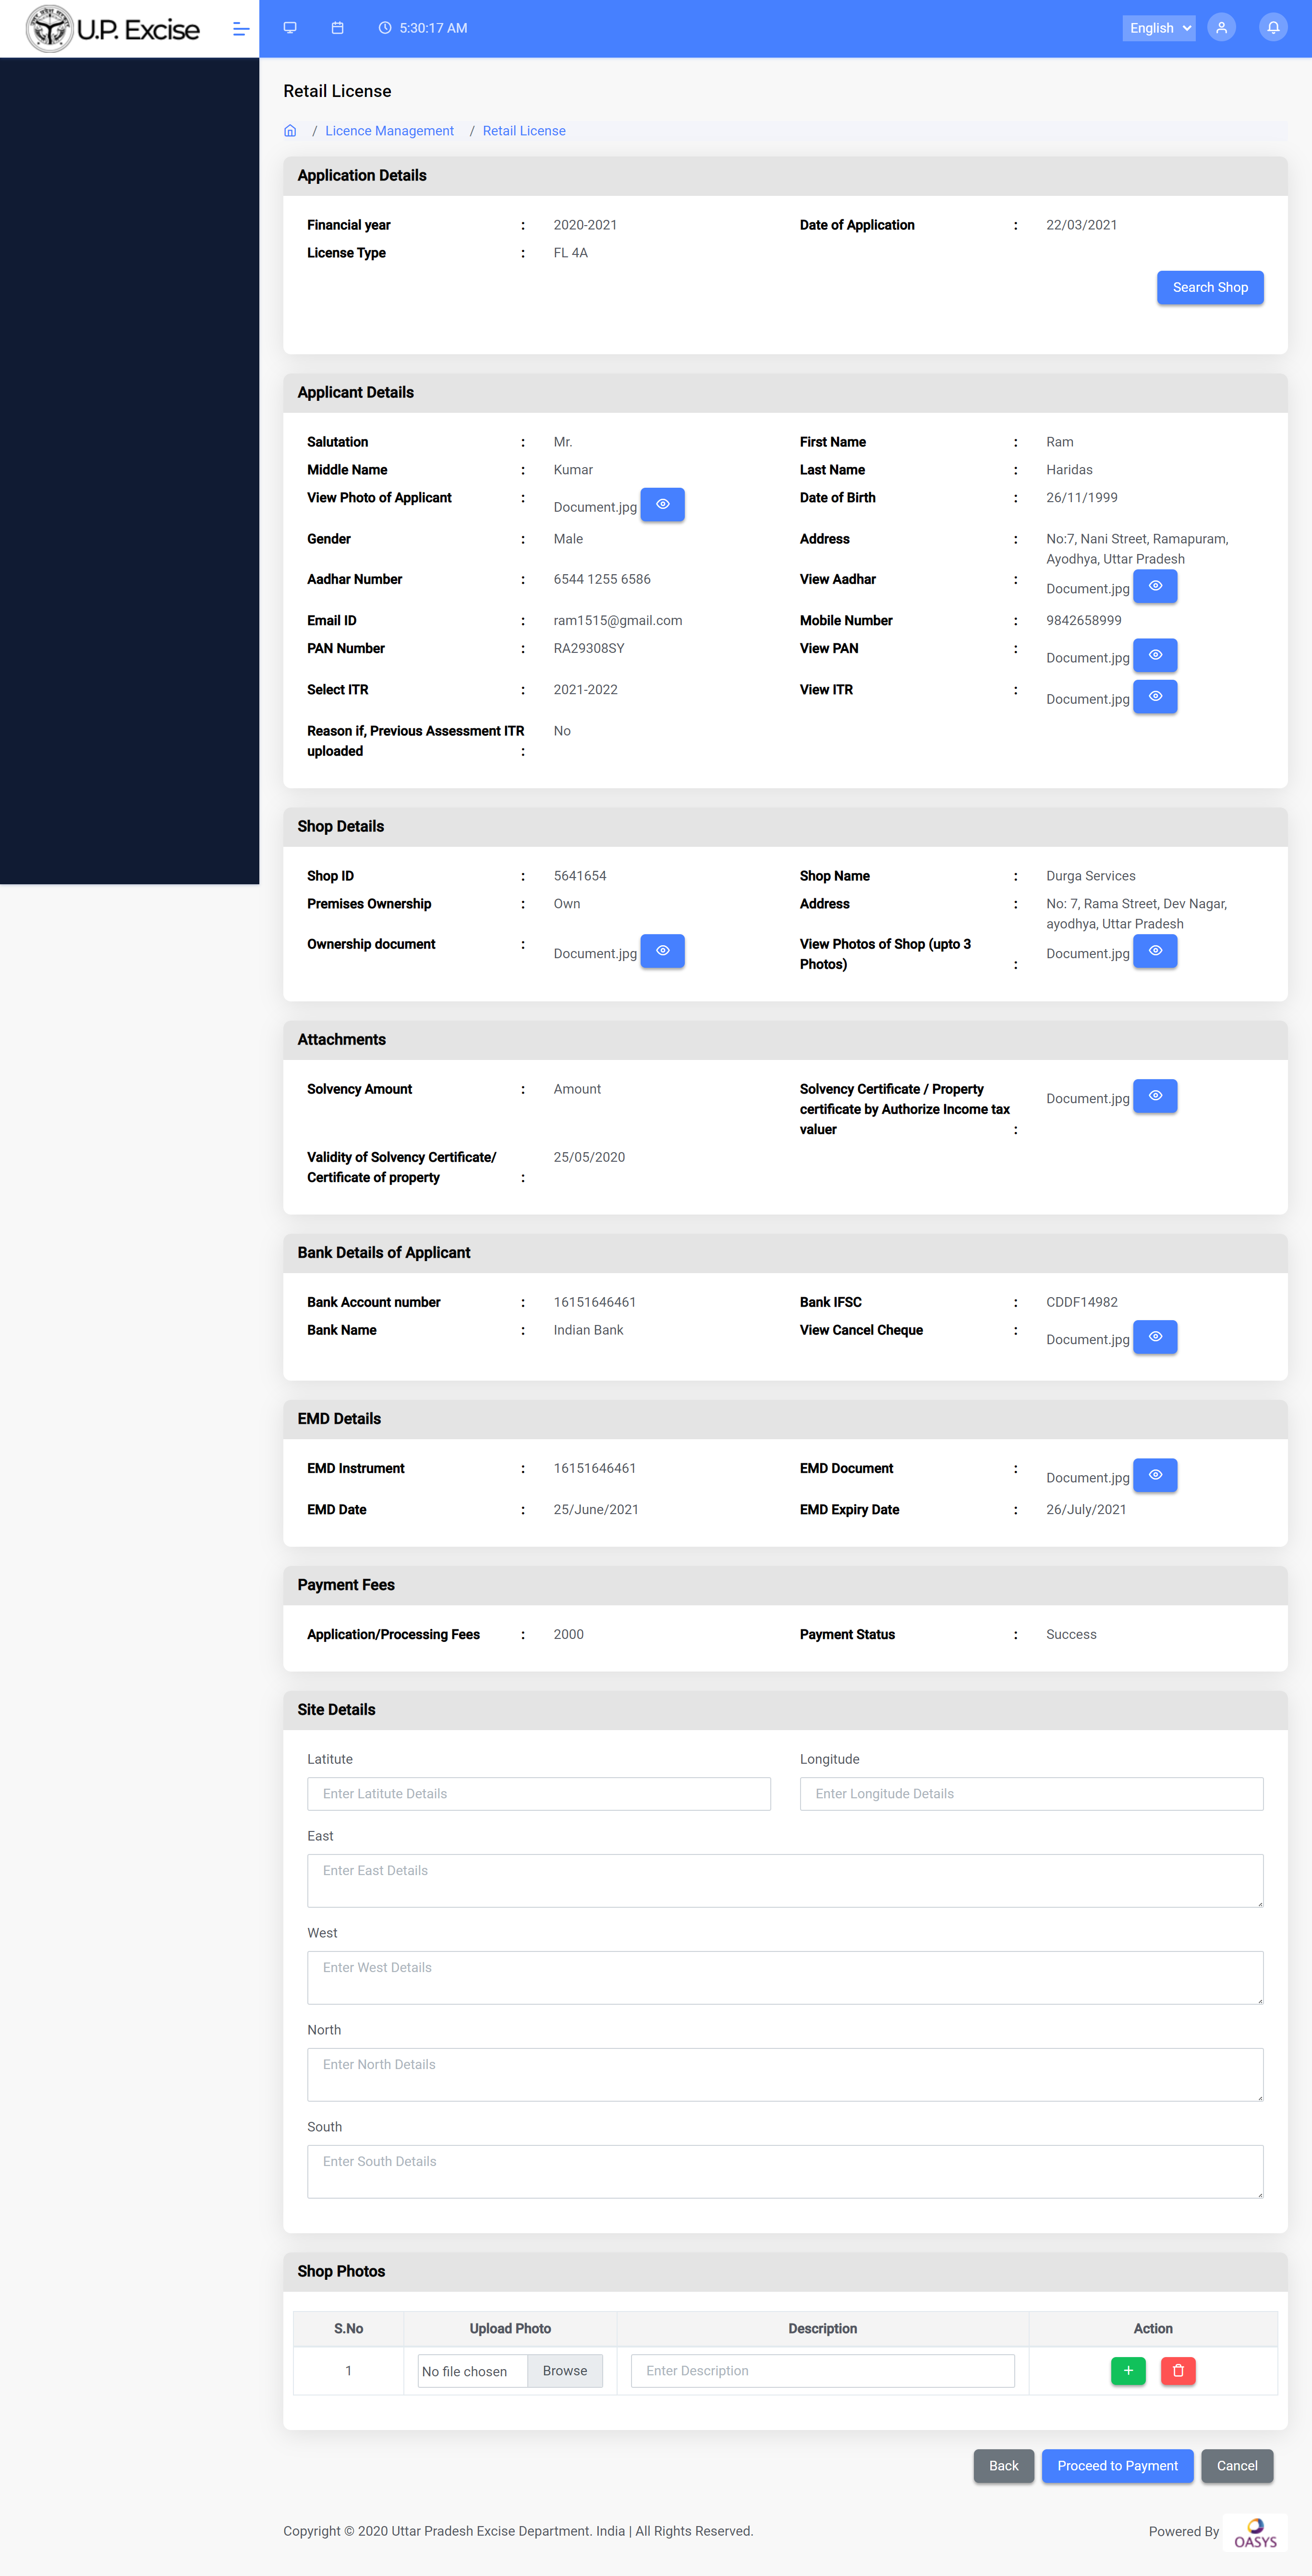 U.P. Excise
5:30:17 AM
English
Retail License
/ Licence Management / Retail License
Application Details
Financial year : 2020-2021 Date of Application : 22/03/2021
License Type : FL 4A
Search Shop
Applicant Details
Salutation : Mr. First Name : Ram
Middle Name : Kumar Last Name : Haridas
View Photo of Applicant : Document.jpg Date of Birth : 26/11/1999
Gender : Male Address : No:7, Nani Street, Ramapuram,
Ayodhya, Uttar Pradesh
Aadhar Number : 6544 1255 6586 View Aadhar : Document.jpg
Email ID : ram1515@gmail.com Mobile Number : 9842658999
PAN Number : RA29308SY View PAN : Document.jpg
Select ITR : 2021-2022 View ITR : Document.jpg
Reason if, Previous Assessment ITR No
uploaded :
Shop Details
Shop ID : 5641654 Shop Name : Durga Services
Premises Ownership : Own Address : No: 7, Rama Street, Dev Nagar,
ayodhya, Uttar Pradesh
Ownership document : Document.jpg View Photos of Shop (upto 3 Document.jpg
Photos) :
Attachments
Solvency Amount : Amount Solvency Certificate / Property Document.jpg
certificate by Authorize Income tax
valuer :
Validity of Solvency Certificate/ 25/05/2020
Certificate of property :
Bank Details of Applicant
Bank Account number : 16151646461 Bank IFSC : CDDF14982
Bank Name : Indian Bank View Cancel Cheque : Document.jpg
EMD Details
EMD Instrument : 16151646461 EMD Document : Document.jpg
EMD Date : 25/June/2021 EMD Expiry Date : 26/July/2021
Payment Fees
Application/Processing Fees : 2000 Payment Status : Success
Site Details
Latitute Longitude
Enter Latitute Details Enter Longitude Details
East
Enter East Details
West
Enter West Details
North
Enter North Details
South
Enter South Details
Shop Photos
S.No Upload Photo Description Action
1 No file chosen Browse Enter Description
Back Proceed to Payment Cancel
Copyright © 2020 Uttar Pradesh Excise Department. India | All Rights Reserved. Powered By OASYS